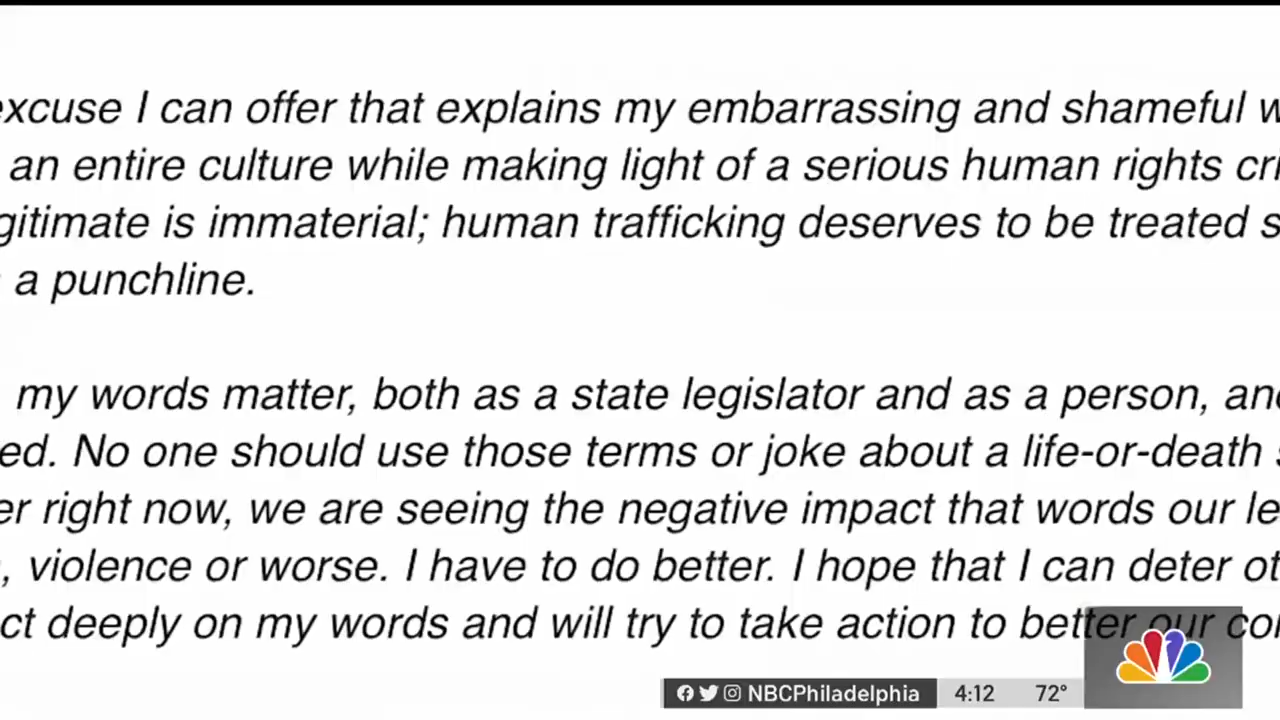 excuse I can offer that explains my embarrassing and shameful w
an entire culture while making light of a serious human rights cri
gitimate is immaterial; human trafficking deserves to be treated s
a punchline.
my words matter, both as a state legislator and as a person, and
ed. No one should use those terms or joke about a life-or-death s
er right now, we are seeing the negative impact that words our le
, violence or worse. I have to do better. I hope that I can deter ot
ct deeply on my words and will try to take action to better our con
NBCPhiladelphia 4:12 72°